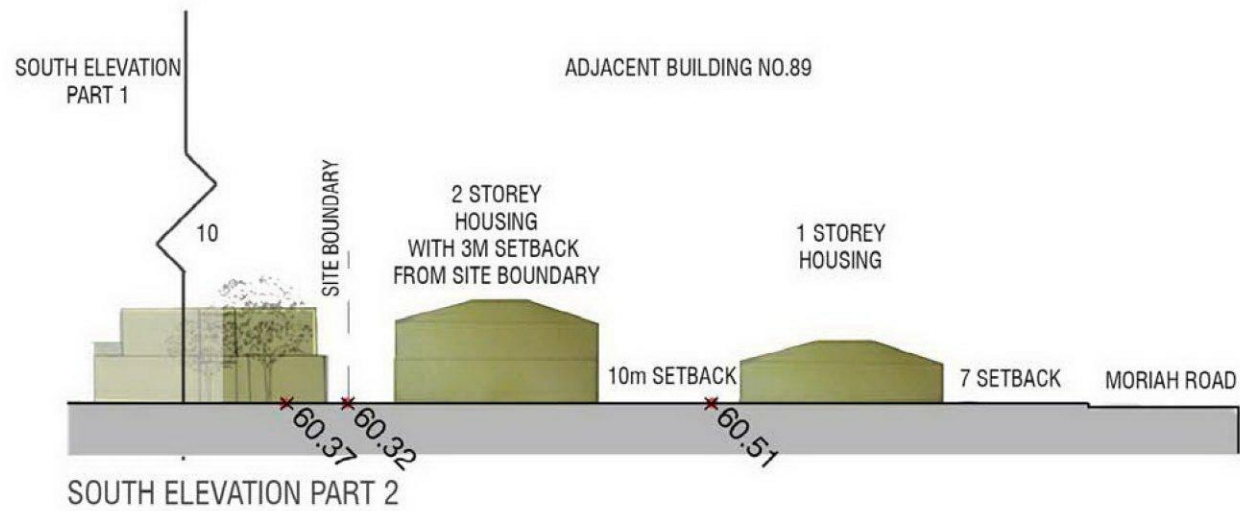 SOUTH ELEVATION
PART 1
ADJACENT BUILDING NO.89
10
SITE BOUNDARY
2 STOREY
HOUSING
WITH 3M SETBACK
FROM SITE BOUNDARY
1 STOREY
HOUSING
10m SETBACK
7 SETBACK
MORIAH ROAD
60.37
60.32
60.51
SOUTH ELEVATION PART 2